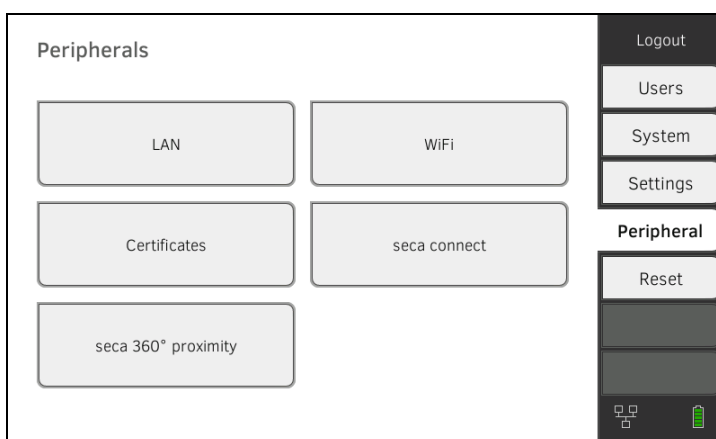 Peripherals
LAN
WiFi
Certificates
seca connect
seca 360° proximity
Logout
Users
System
Settings
Peripheral
Reset